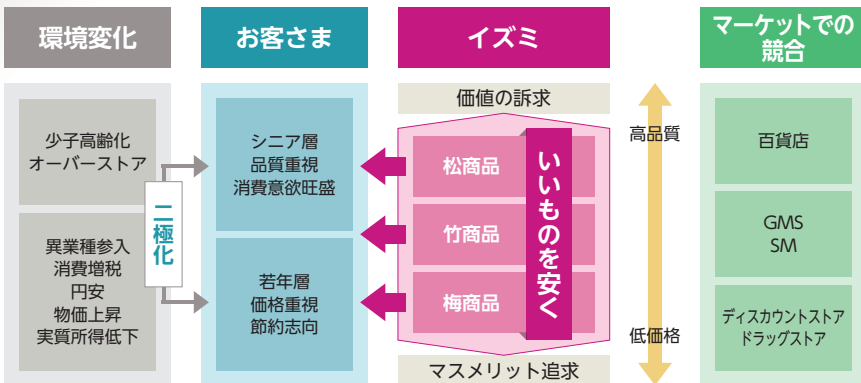 環境変化
少子高齢化
オーバーストア
異業種参入
消費増税
円安
物価上昇
実質所得低下
二極化
お客さま
シニア層
品質重視
消費意欲旺盛
若年層
価格重視
節約志向
イズミ
価値の訴求
松商品
竹商品
梅商品
いいものを安く
マスメリット追求
高品質
低価格
マーケットでの
競合
百貨店
GMS
SM
ディスカウントストア
ドラッグストア